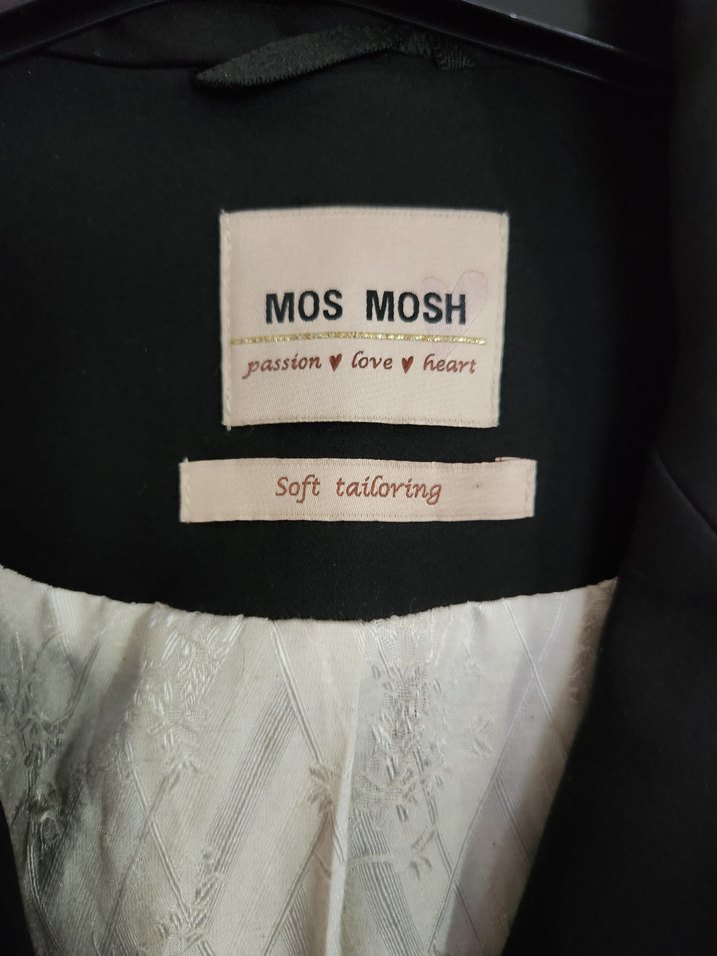 MOS MOSH
passion ♥ love ♥ heart
Soft tailoring